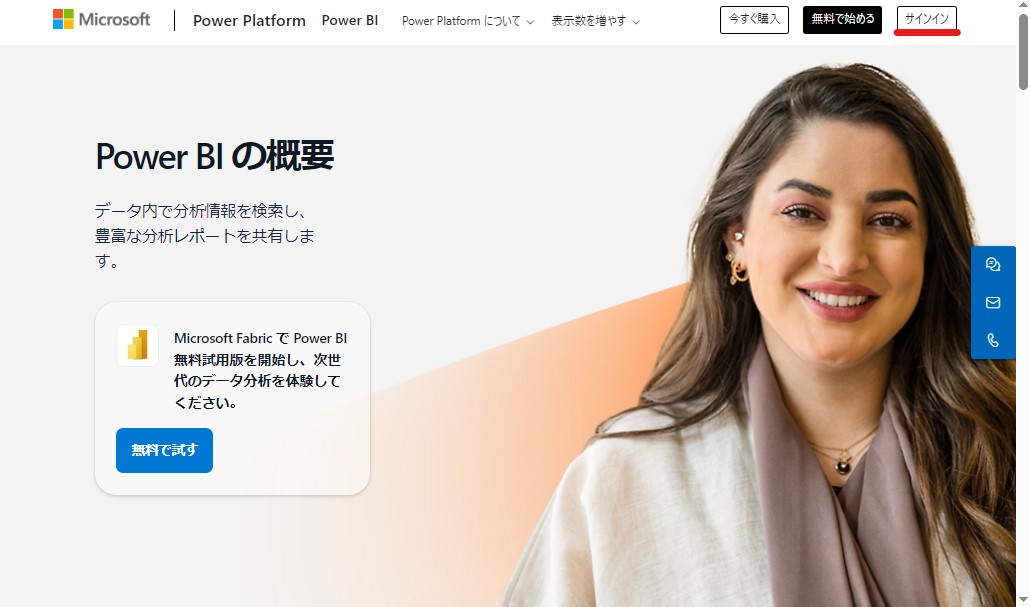 Microsoft
Power Platform
Power BI
Power Platform について
表示数を増やす
今すぐ購入
無料で始める
サインイン
Power BI の概要
データ内で分析情報を検索し、
豊富な分析レポートを共有しま
す。
Microsoft Fabric で Power BI
無料試用版を開始し、次世
代のデータ分析を体験して
ください。
無料で試す